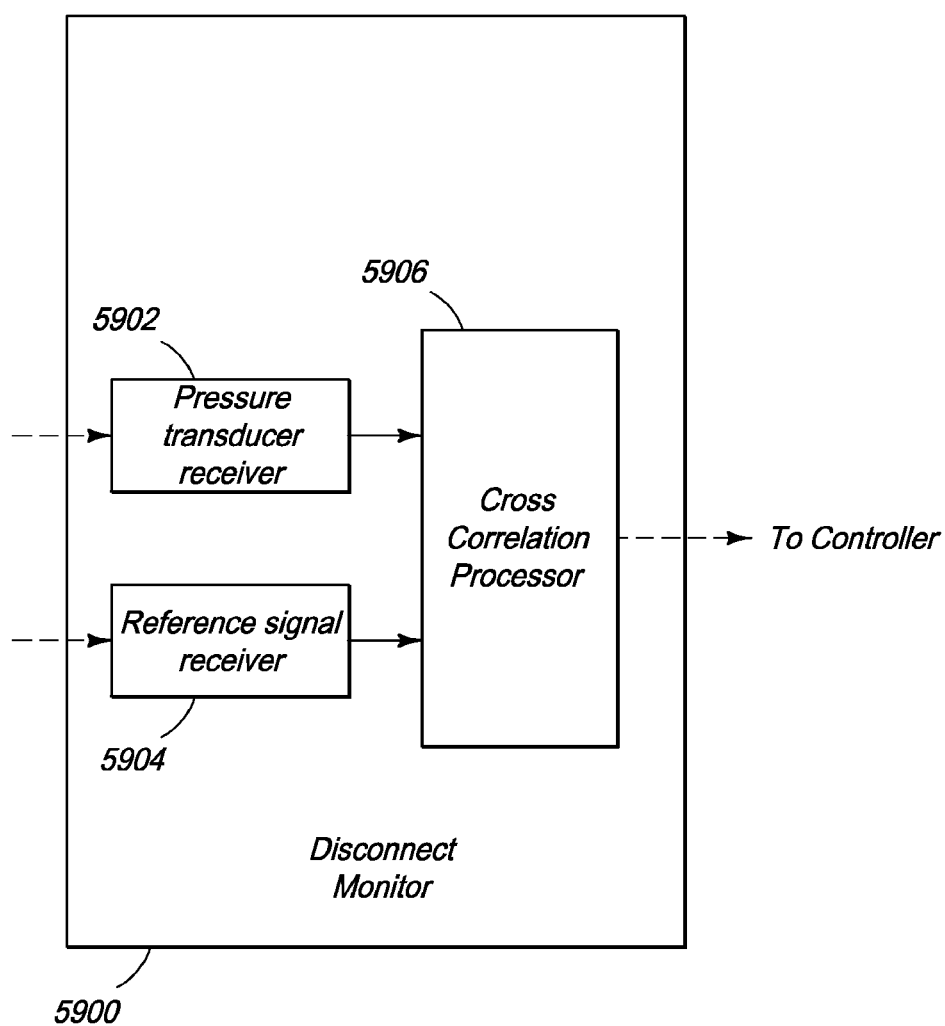 5906
5902
Pressure
transducer
receiver
Cross
Correlation
Processor
To Controller
Reference signal
receiver
5904
Disconnect
Monitor
5900